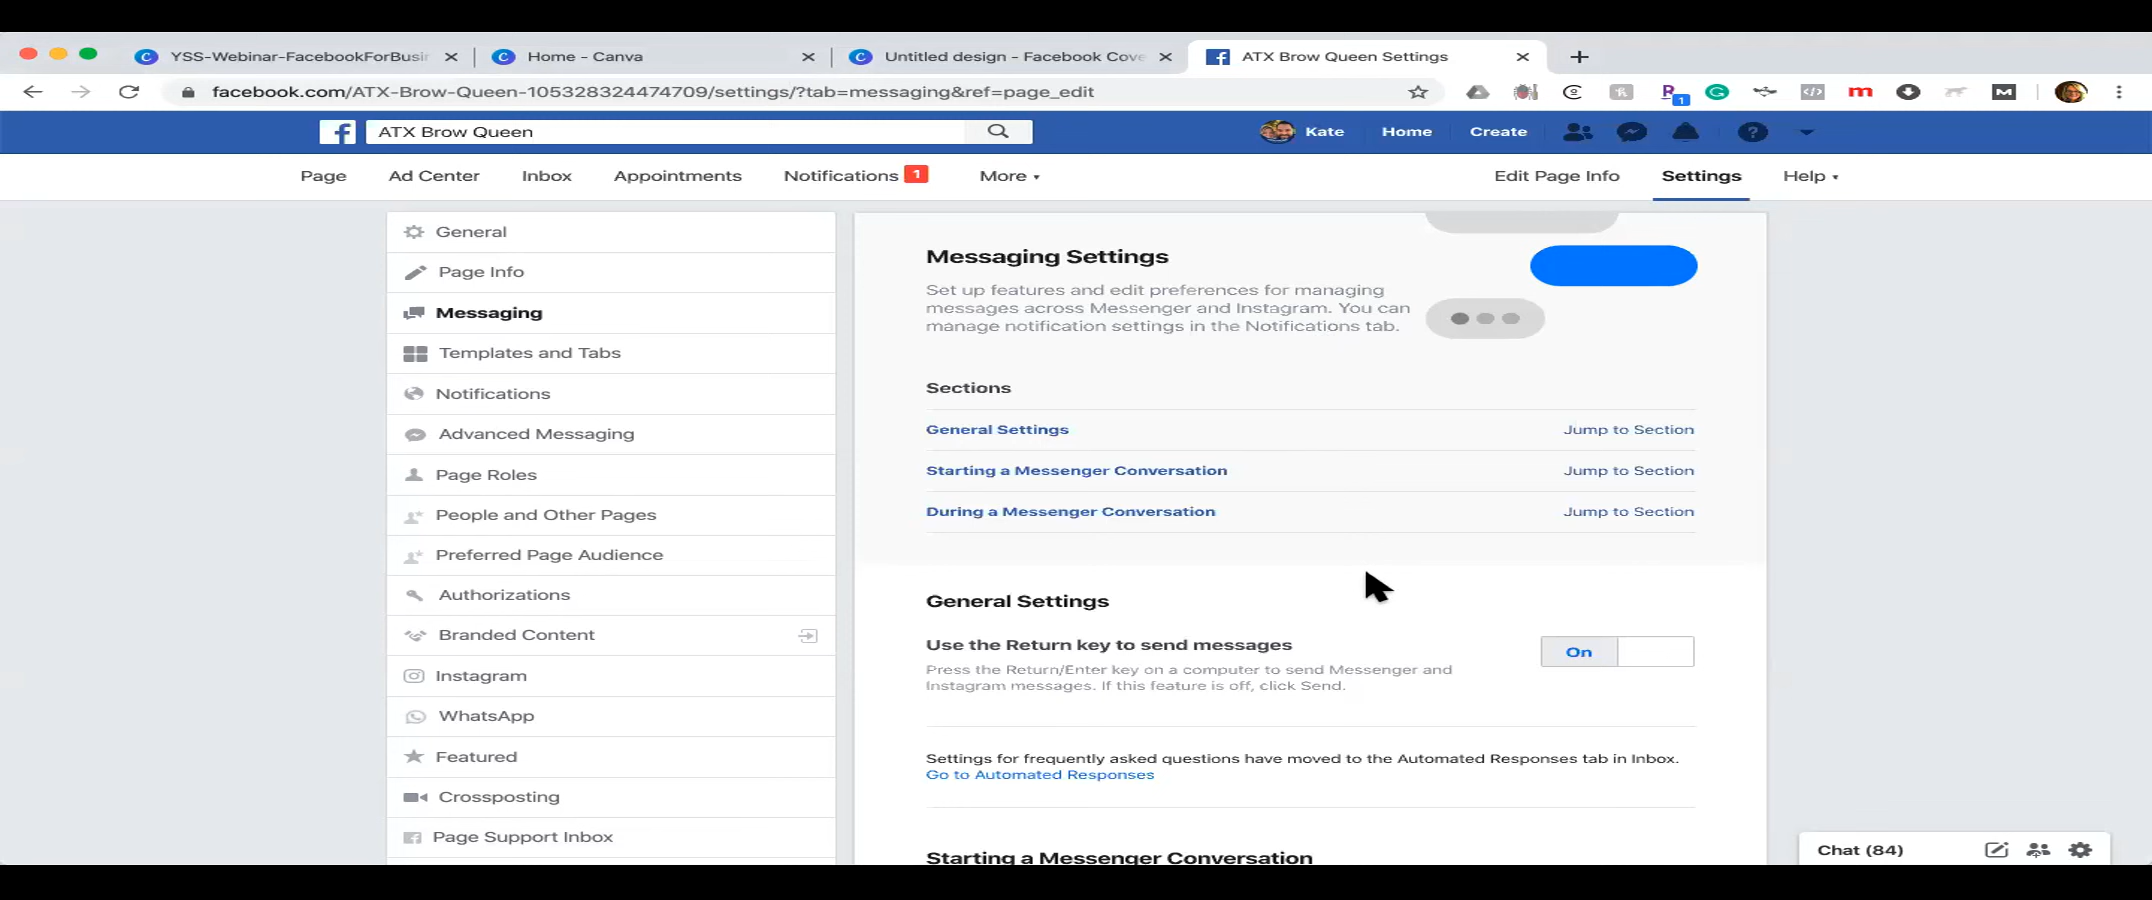 YSS-Webinar-FacebookForBusi
Home - Canva
Untitled design - Facebook Cove
ATX Brow Queen Settings
facebook.com/ATX-Brow-Queen-105328324474709/settings/?tab=messaging&ref=page_edit
1
ATX Brow Queen
Kate
Home
Create
Page
Ad Center
Inbox
Appointments
Notifications 1
More
Edit Page Info
Settings
Help
General
Page Info
Messaging
Templates and Tabs
Notifications
Advanced Messaging
Page Roles
People and Other Pages
Preferred Page Audience
Authorizations
Branded Content
Instagram
WhatsApp
Featured
Crossposting
Page Support Inbox
Messaging Settings
Set up features and edit preferences for managing
messages across Messenger and Instagram. You can
manage notification settings in the Notifications tab.
Sections
General Settings Jump to Section
Starting a Messenger Conversation Jump to Section
During a Messenger Conversation Jump to Section
General Settings
Use the Return key to send messages
On
Press the Return/Enter key on a computer to send Messenger and
Instagram messages. If this feature is off, click Send.
Settings for frequently asked questions have moved to the Automated Responses tab in Inbox.
Go to Automated Responses
Starting a Messenger Conversation
Chat (84)